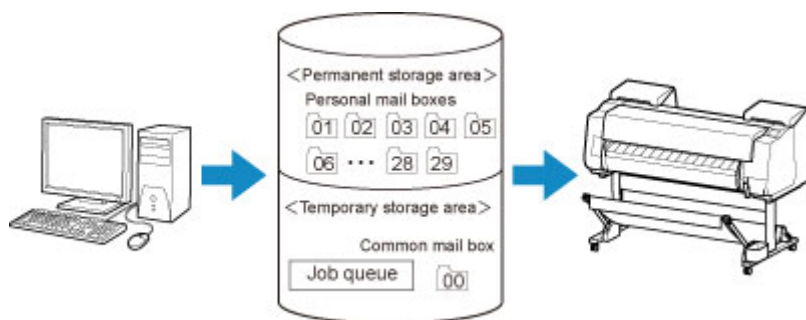 <Permanent storage area>
Personal mail boxes
01 02 03 04 05
06 ••• 28 29
<Temporary storage area>
Common mail box
Job queue 00